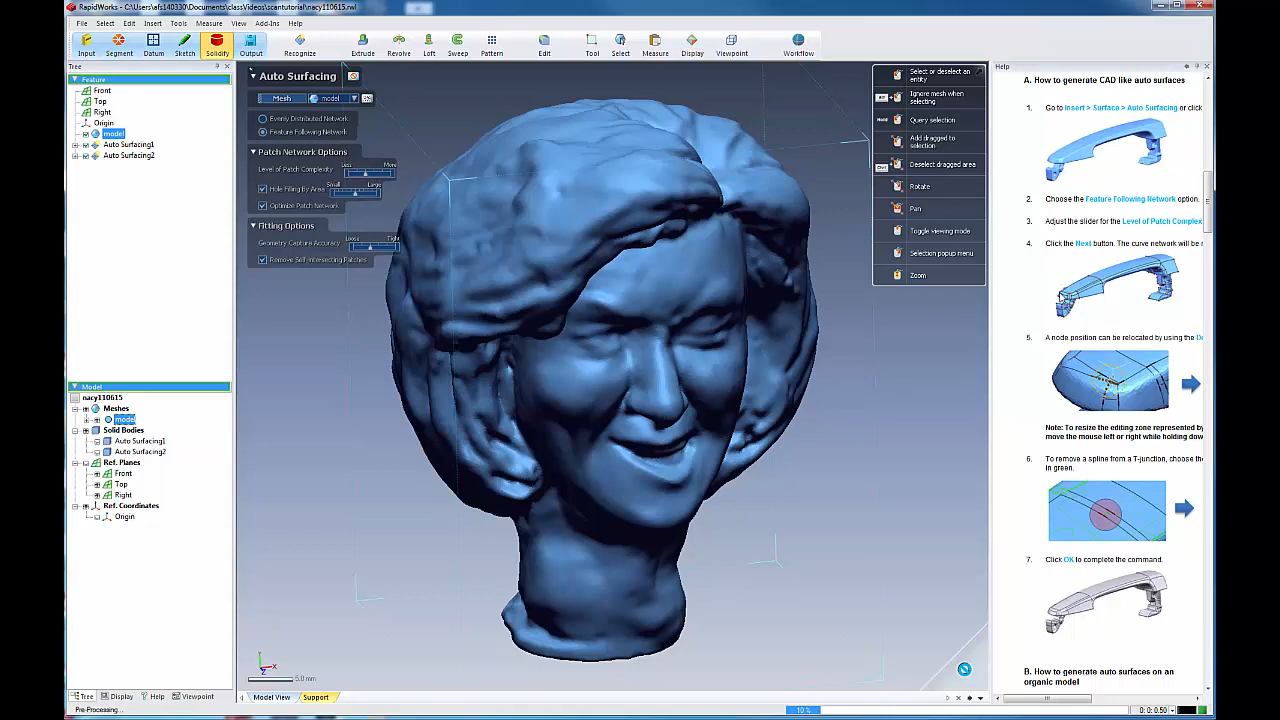 RapidWorks - C:\Users\afs140330\Documents\classVideos\scantutorial\nacy110615.rwl
File Select Edit Insert Tools Measure View Add-Ins Help
Input Segment Datum Sketch Solidify Output Recognize Extrude Revolve Loft Sweep Pattern Edit Tool Select Measure Display Viewpoint Workflow
Tree
Feature
Front
Top
Right
Origin
model
Auto Surfacing1
Auto Surfacing2
Model
nacy110615
Meshes
model
Solid Bodies
Auto Surfacing1
Auto Surfacing2
Ref. Planes
Front
Top
Right
Ref. Coordinates
Origin
Tree Display Help Viewpoint
Pre-Processing...
Auto Surfacing
Mesh model
Evenly Distributed Network
Feature Following Network
Patch Network Options
Less More
Level of Patch Complexity
Small Large
Hole Filing By Area
Optimize Patch Network
Fitting Options
Loose Tight
Geometry Capture Accuracy
Remove Self-Intersecting Patches
Select or deselect an
entity
Ignore mesh when
selecting
Query selection
Add dragged to
selection
Deselect dragged area
Rotate
Pan
Toggle viewing mode
Selection popup menu
Zoom
5.0 mm
Model View Support
10 %
0: 0: 0.50
Help
A. How to generate CAD like auto surfaces
1. Go to Insert > Surface > Auto Surfacing or click
2. Choose the Feature Following Network option.
3. Adjust the slider for the Level of Patch Complex
4. Click the Next button. The curve network will be
5. A node position can be relocated by using the
Note: To resize the editing zone represented by
move the mouse left or right while holding dow
6. To remove a spline from a T-junction, choose the
in green.
7. Click OK to complete the command.
B. How to generate auto surfaces on an
organic model